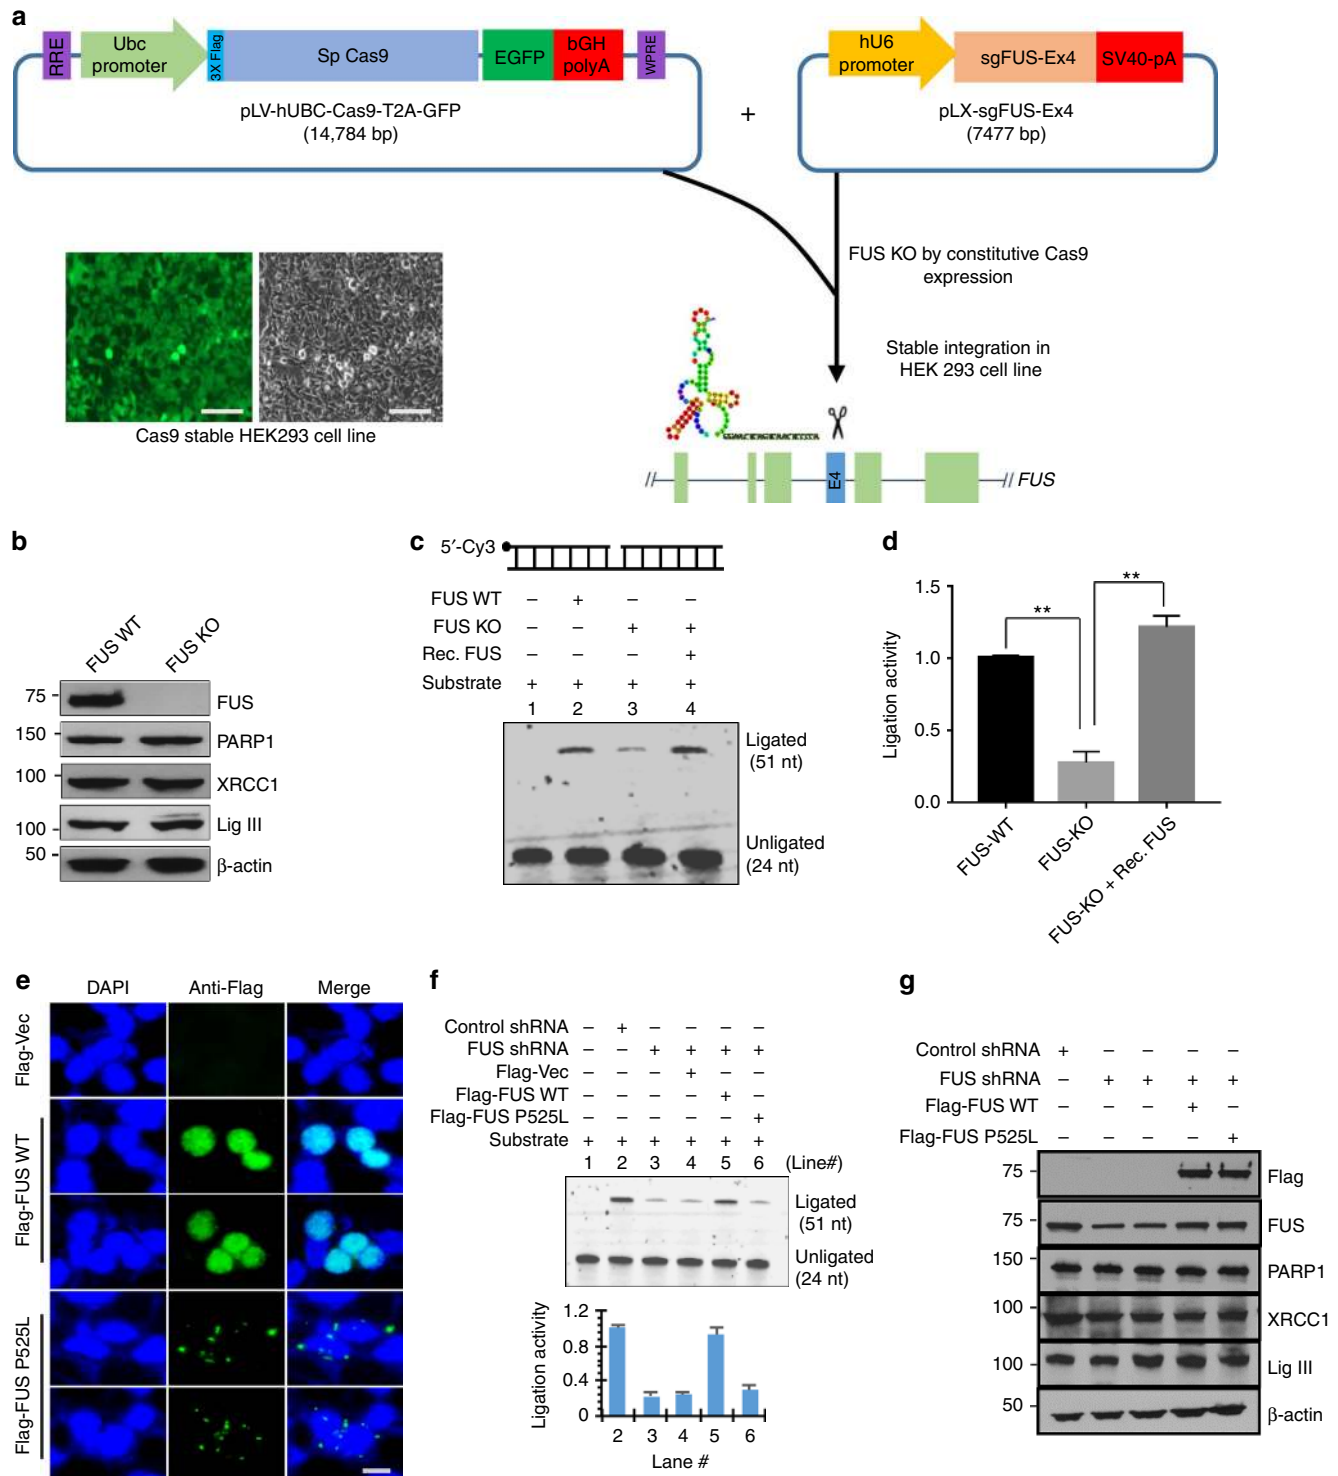 a
RRE
Ubc promoter
3X Flag
Sp Cas9
EGFP
bGH polyA
WPRE
pLV-hUBC-Cas9-T2A-GFP
(14,784 bp)
+
hU6 promoter
sgFUS-Ex4
SV40-pA
pLX-sgFUS-Ex4
(7477 bp)
FUS KO by constitutive Cas9
expression
Stable integration in
HEK 293 cell line
Cas9 stable HEK293 cell line
E4
// // FUS
b
FUS WT
FUS KO
75 FUS
150 PARP1
100 XRCC1
100 Lig III
50 β-actin
c
5′-Cy3
FUS WT – + – –
FUS KO – – + +
Rec. FUS – – – +
Substrate + + + +
1 2 3 4
Ligated
(51 nt)
Unligated
(24 nt)
d
Ligation activity
1.5
1.0
0.5
0.0
**
**
FUS-WT
FUS-KO
FUS-KO + Rec. FUS
e
DAPI Anti-Flag Merge
Flag-Vec
Flag-FUS WT
Flag-FUS P525L
f
Control shRNA – + – – – –
FUS shRNA – – + + + +
Flag-Vec – – – + – –
Flag-FUS WT – – – – + –
Flag-FUS P525L – – – – – +
Substrate + + + + + +
1 2 3 4 5 6 (Line#)
Ligated
(51 nt)
Unligated
(24 nt)
Ligation activity
1.2
0.8
0.4
0
2 3 4 5 6
Lane #
g
Control shRNA + – – – –
FUS shRNA – + + + +
Flag-FUS WT – – – + –
Flag-FUS P525L – – – – +
75 Flag
75 FUS
150 PARP1
100 XRCC1
100 Lig III
50 β-actin